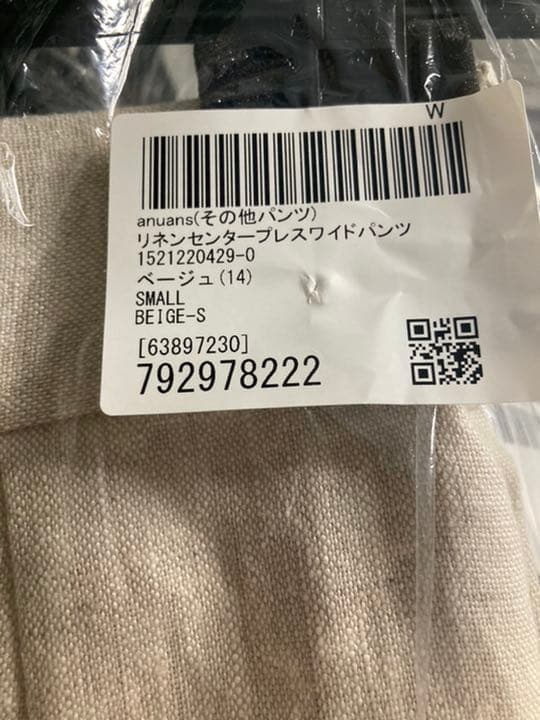 W
anuans(その他パンツ)
リネンセンタープレスワイドパンツ
1521220429-0
ベージュ(14)
SMALL
BEIGE-S
[63897230]
792978222